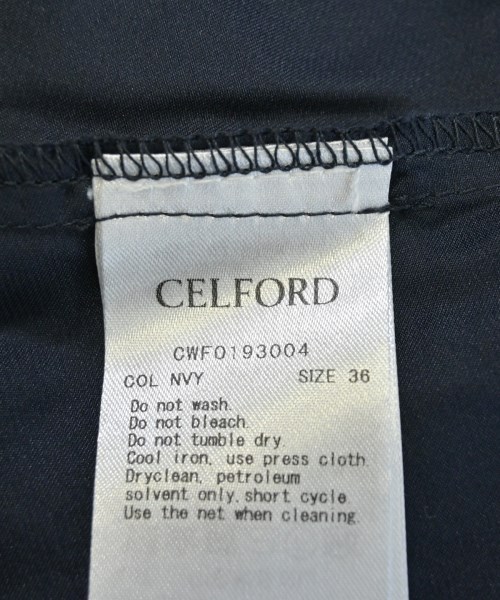 CELFORD
CWFO193004
COL NVY SIZE 36
Do not wash.
Do not bleach.
Do not tumble dry.
Cool iron, use press cloth.
Dryclean, petroleum
solvent only, short cycle.
Use the net when cleaning.